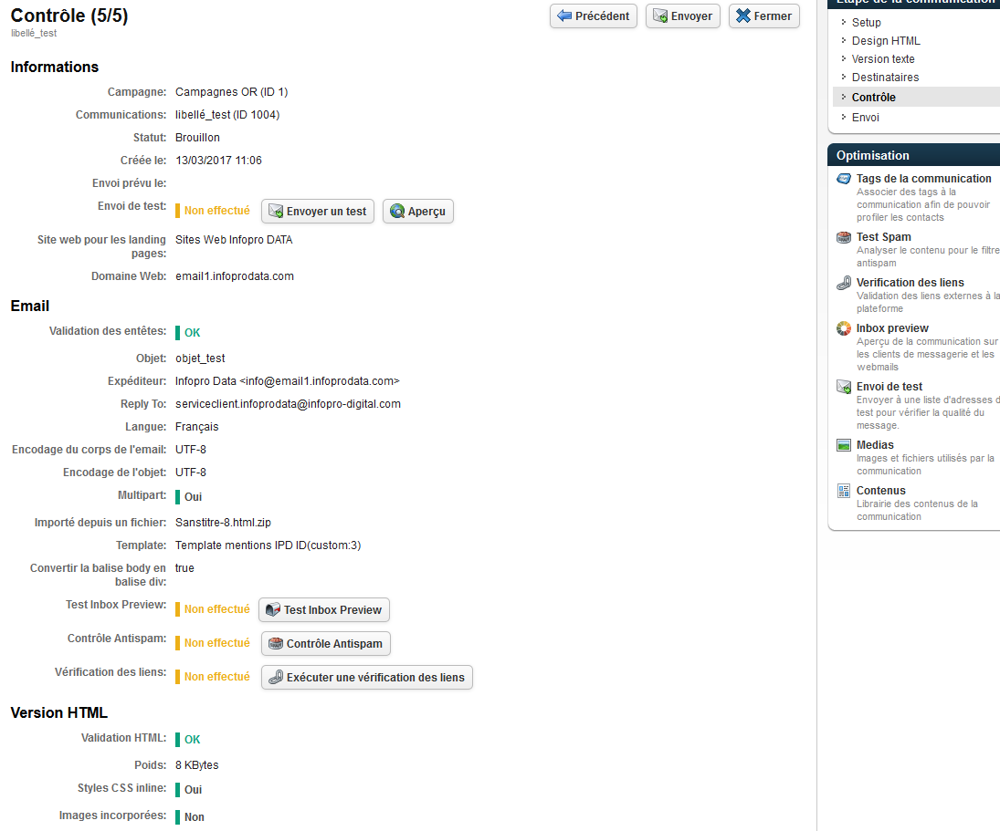 Contrôle (5/5)
libellé_test
Précédent
Envoyer
Fermer
Informations
Campagne: Campagnes OR (ID 1)
Communications: libellé_test (ID 1004)
Statut: Brouillon
Créée le: 13/03/2017 11:06
Envoi prévu le:
Envoi de test: Non effectué Envoyer un test Aperçu
Site web pour les landing Sites Web Infopro DATA
pages:
Domaine Web: email1.infoprodata.com
Email
Validation des entêtes: OK
Objet: objet_test
Expéditeur: Infopro Data <info@email1.infoprodata.com>
Reply To: serviceclient.infoprodata@infopro-digital.com
Langue: Français
Encodage du corps de l'email: UTF-8
Encodage de l'objet: UTF-8
Multipart: Oui
Importé depuis un fichier: Sanstitre-8.html.zip
Template: Template mentions IPD ID(custom:3)
Convertir la balise body en true
balise div:
Test Inbox Preview: Non effectué Test Inbox Preview
Contrôle Antispam: Non effectué Contrôle Antispam
Vérification des liens: Non effectué Exécuter une vérification des liens
Version HTML
Validation HTML: OK
Poids: 8 KBytes
Styles CSS inline: Oui
Images incorporées: Non
Etape de la communication
Setup
Design HTML
Version texte
Destinataires
Contrôle
Envoi
Optimisation
Tags de la communication
Associer des tags à la
communication afin de pouvoir
profiler les contacts
Test Spam
Analyser le contenu pour le filtre
antispam
Verification des liens
Validation des liens externes à la
plateforme
Inbox preview
Aperçu de la communication sur
les clients de messagerie et les
webmails
Envoi de test
Envoyer à une liste d'adresses d
test pour vérifier la qualité du
message.
Medias
Images et fichiers utilisés par la
communication
Contenus
Librairie des contenus de la
communication